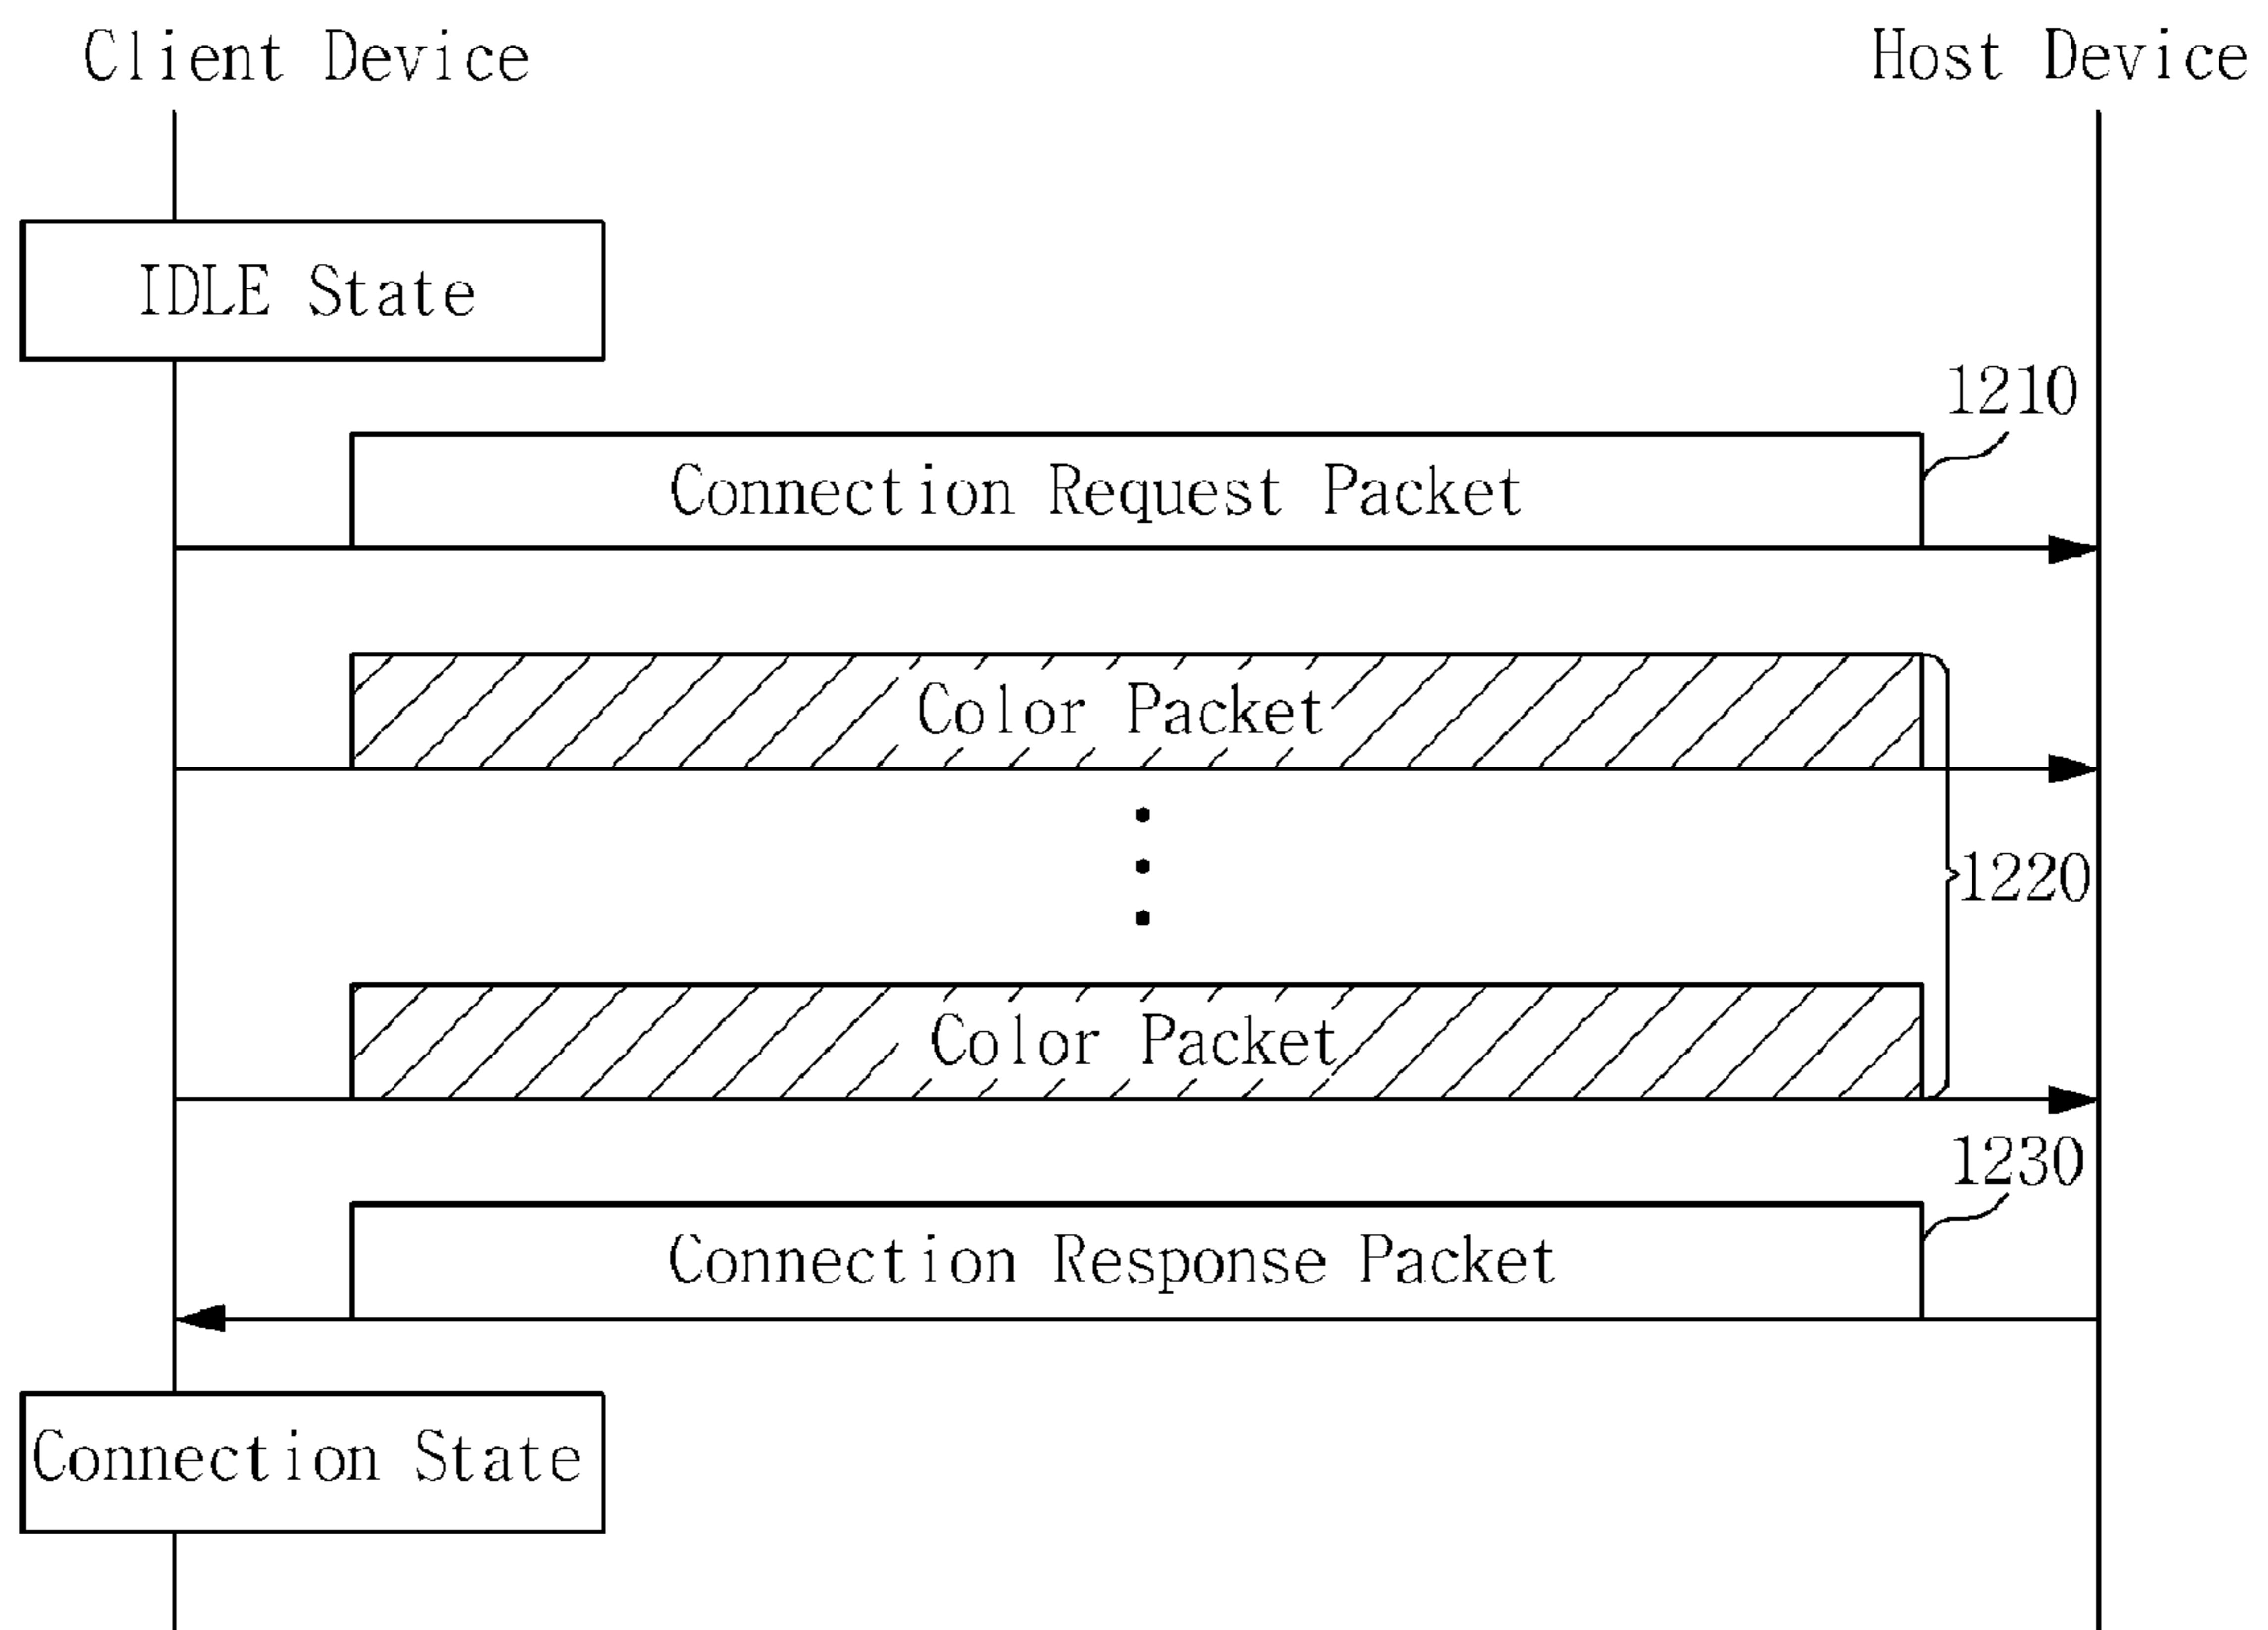 Client Device
Host Device
IDLE State
1210
Connection Request Packet
Color Packet
1220
Color Packet
1230
Connection Response Packet
Connection State